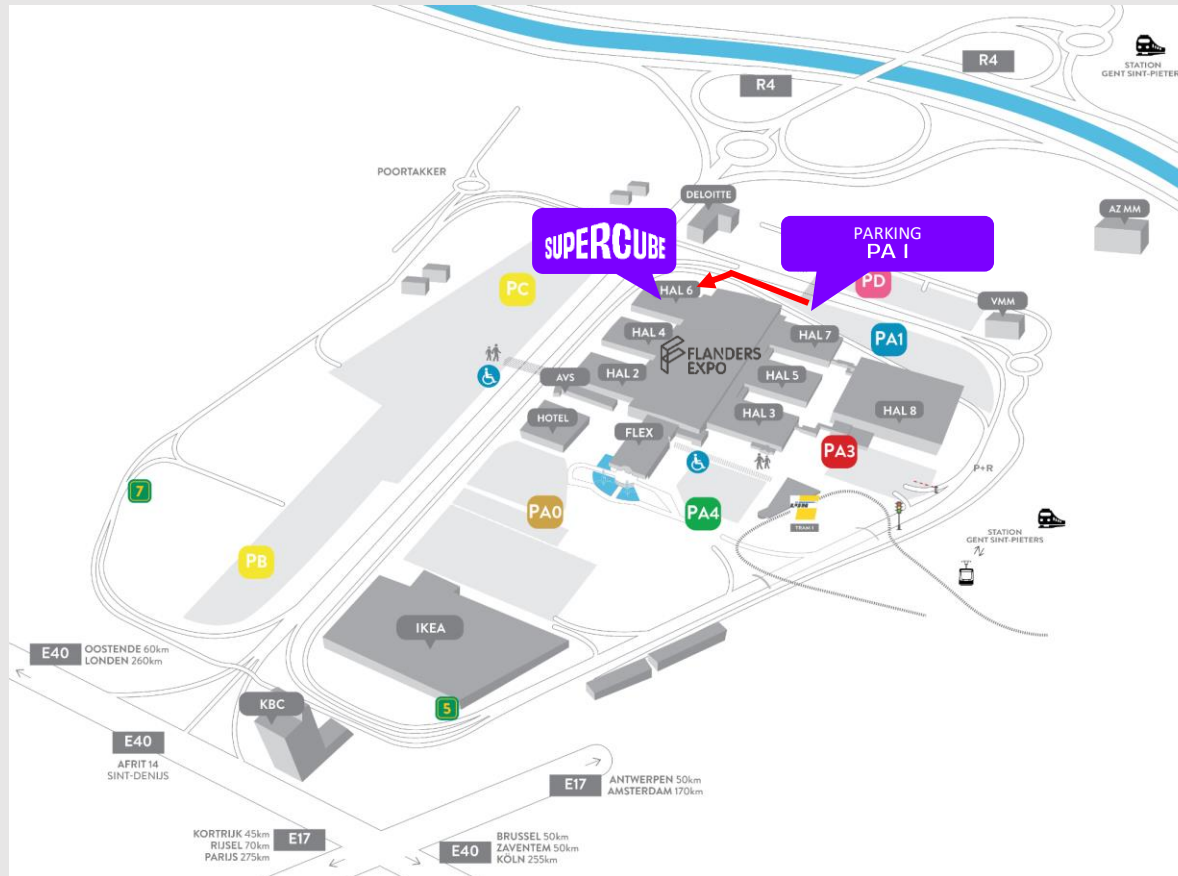 R4
R4
STATION
GENT SINT-PIETER
POORTAKKER
DELOITTE
AZ MM
SUPERCUBE
PARKING
PA I
PC
PD
HAL 6
VMM
HAL 4
HAL 7
PA1
FLANDERS
EXPO
HAL 2
AVS
HAL 5
HOTEL
HAL 3
HAL 8
FLEX
PA3
P+R
7
PA0
PA4
TRAM 1
STATION
GENT SINT-PIETERS
PB
IKEA
E40
OOSTENDE 60km
LONDEN 260km
KBC
5
E40
AFRIT 14
SINT-DENIJS
E17
ANTWERPEN 50km
AMSTERDAM 170km
KORTRIJK 45km
RIJSEL 70km
PARIJS 275km
E17
E40
BRUSSEL 50km
ZAVENTEM 50km
KÖLN 255km